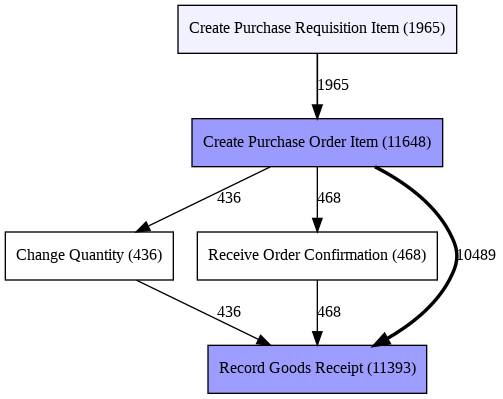 Create Purchase Requisition Item (1965)
1965
Create Purchase Order Item (11648)
436
468
Change Quantity (436)
Receive Order Confirmation (468)
10489
436
468
Record Goods Receipt (11393)